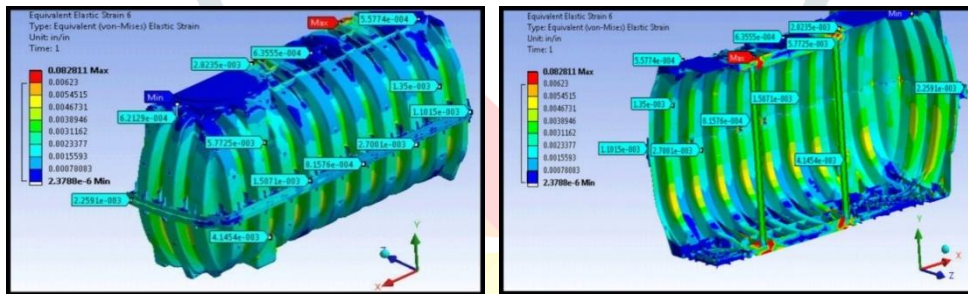 Equivalent Elastic Strain 6
Type: Equivalent (von-Mises) Elastic Strain
Unit: in/in
Time: 1
0.082811 Max
0.00623
0.0054515
0.0046731
0.0038946
0.0031162
0.0023377
0.0015593
0.00078083
2.3788e-6 Min
Max
5.5774e-004
6.3555e-004
2.8235e-003
Min
6.2129e-004
1.35e-003
1.1015e-003
5.7725e-003
2.7001e-003
8.1576e-004
1.5071e-003
2.2591e-003
4.1454e-003
Y
Z
X
Equivalent Elastic Strain 6
Type: Equivalent (von-Mises) Elastic Strain
Unit: in/in
Time: 1
0.082811 Max
0.00623
0.0054515
0.0046731
0.0038946
0.0031162
0.0023377
0.0015593
0.00078083
2.3788e-6 Min
Min
2.8235e-003
6.3555e-004
5.7725e-003
Max
5.5774e-004
2.2591e-003
1.35e-003
1.5071e-003
8.1576e-004
1.1015e-003
2.7001e-003
4.1454e-003
Y
X
Z